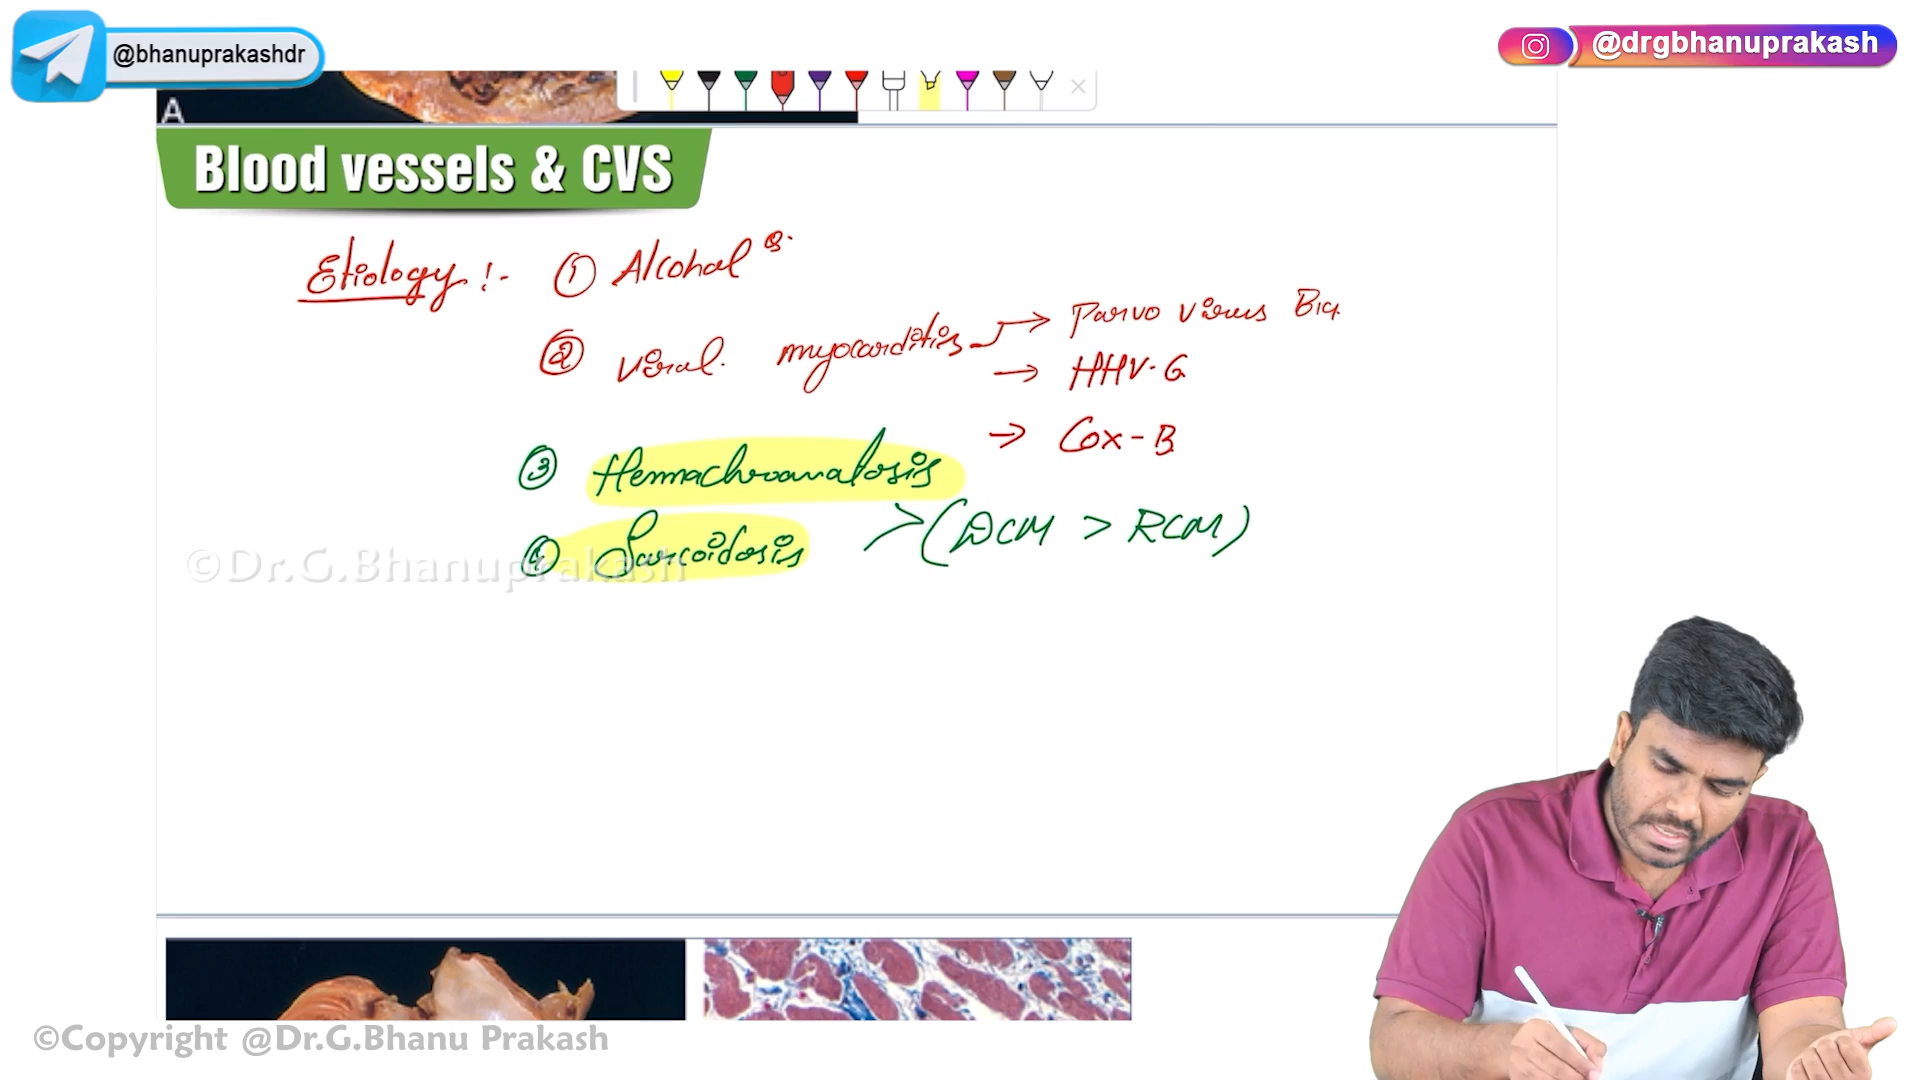 @bhanuprakashdr
@drgbhanuprakash
A
Blood vessels & CVS
Etiology :- ① Alcohol
② Viral. myocarditis → Parvo virus B19.
→ HHV-6
→ Cox-B
③ Hemachromatosis
④ Sarcoidosis > (DCM > RCM)
©Dr.G.Bhanuprakash
©Copyright @Dr.G.Bhanu Prakash